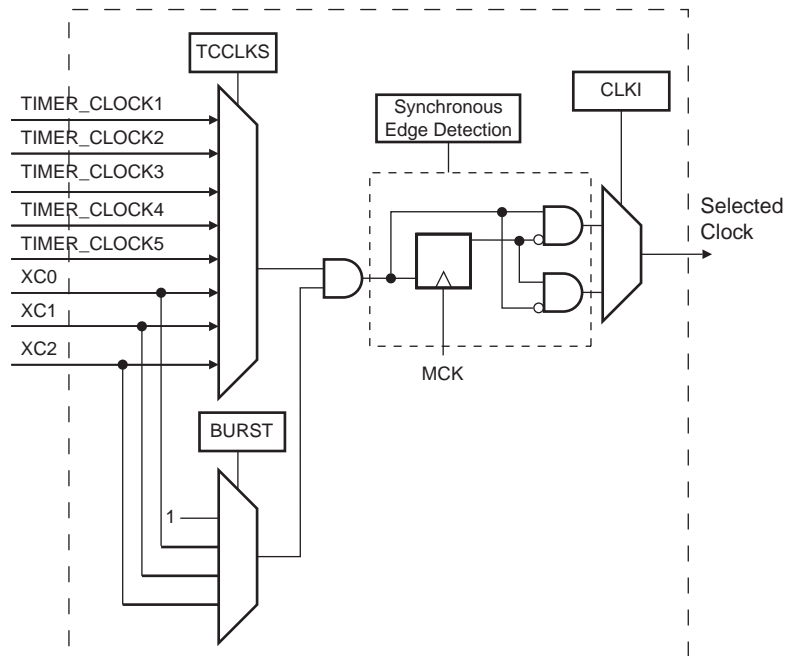 TCCLKS
TIMER_CLOCK1
TIMER_CLOCK2
TIMER_CLOCK3
TIMER_CLOCK4
TIMER_CLOCK5
XC0
XC1
XC2
Synchronous
Edge Detection
CLKI
Selected
Clock
MCK
BURST
1